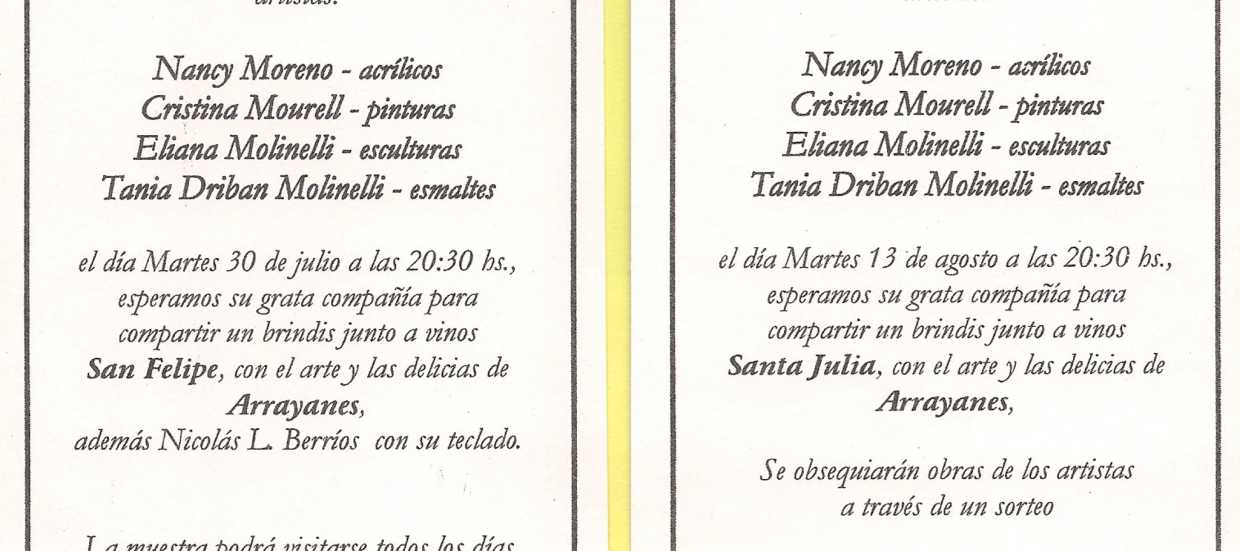 artistas:
Nancy Moreno - acrílicos
Cristina Mourell - pinturas
Eliana Molinelli - esculturas
Tania Driban Molinelli - esmaltes
el día Martes 30 de julio a las 20:30 hs.,
esperamos su grata compañía para
compartir un brindis junto a vinos
San Felipe, con el arte y las delicias de
Arrayanes,
además Nicolás L. Berríos con su teclado.
La muestra podrá visitarse todos los días
Nancy Moreno - acrílicos
Cristina Mourell - pinturas
Eliana Molinelli - esculturas
Tania Driban Molinelli - esmaltes
el día Martes 13 de agosto a las 20:30 hs.,
esperamos su grata compañía para
compartir un brindis junto a vinos
Santa Julia, con el arte y las delicias de
Arrayanes,
Se obsequiarán obras de los artistas
a través de un sorteo